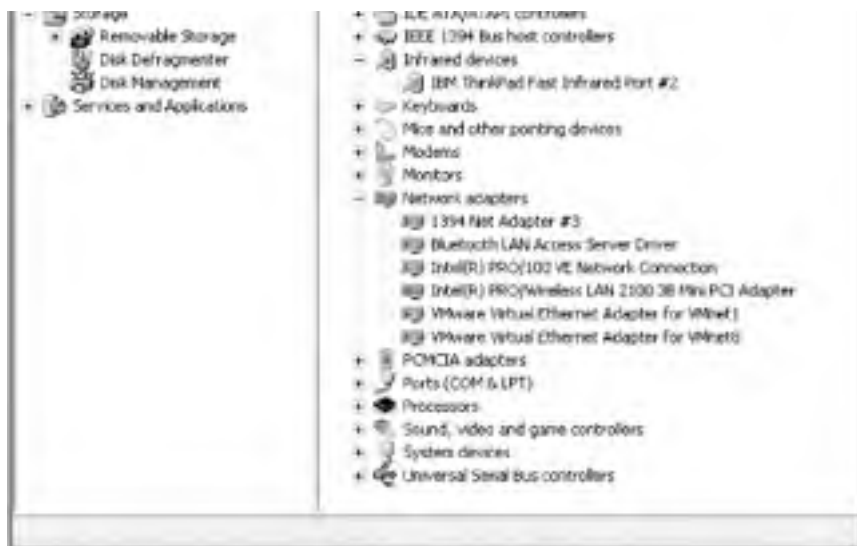 Storage
Removable Storage
Disk Defragmenter
Disk Management
Services and Applications
IDE ATA/ATAPI controllers
IEEE 1394 Bus host controllers
Infrared devices
IBM ThinkPad Fast Infrared Port #2
Keyboards
Mice and other pointing devices
Modems
Monitors
Network adapters
1394 Net Adapter #3
Bluetooth LAN Access Server Driver
Intel(R) PRO/100 VE Network Connection
Intel(R) PRO/Wireless LAN 2100 3B Mini PCI Adapter
VMware Virtual Ethernet Adapter for VMnet1
VMware Virtual Ethernet Adapter for VMnet8
PCMCIA adapters
Ports (COM & LPT)
Processors
Sound, video and game controllers
System devices
Universal Serial Bus controllers